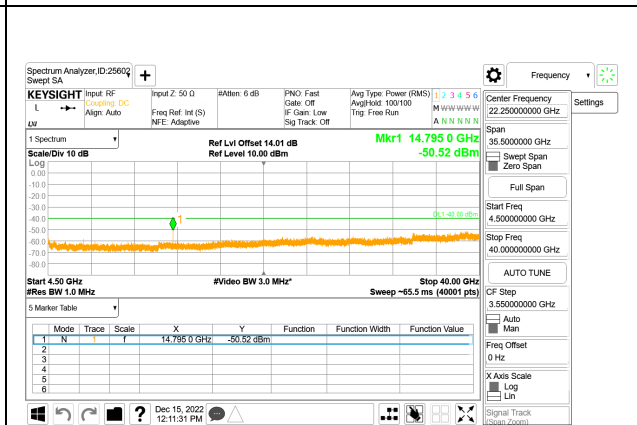 Spectrum Analyzer,ID:25602
Swept SA
Frequency
KEYSIGHT
L
Input: RF
Coupling: DC
Align: Auto
Input Z: 50 Ω
Freq Ref: Int (S)
NFE: Adaptive
#Atten: 6 dB
PNO: Fast
Gate: Off
IF Gain: Low
Sig Track: Off
Avg Type: Power (RMS)
Avg|Hold: 100/100
Trig: Free Run
1 2 3 4 5 6
M W W W W W
A N N N N N
Center Frequency
22.250000000 GHz
Settings
Span
35.5000000 GHz
Swept Span
Zero Span
Full Span
Start Freq
4.500000000 GHz
Stop Freq
40.000000000 GHz
AUTO TUNE
CF Step
3.550000000 GHz
Auto
Man
Freq Offset
0 Hz
X Axis Scale
Log
Lin
Signal Track
(Span Zoom)
1 Spectrum
Scale/Div 10 dB
Ref Lvl Offset 14.01 dB
Ref Level 10.00 dBm
Mkr1 14.795 0 GHz
-50.52 dBm
Log
0.00
-10.0
-20.0
-30.0
-40.0
-50.0
-60.0
-70.0
-80.0
1
DL1 -40.00 dBm
Start 4.50 GHz
#Res BW 1.0 MHz
#Video BW 3.0 MHz*
Stop 40.00 GHz
Sweep ~65.5 ms (40001 pts)
5 Marker Table
Mode Trace Scale X Y Function Function Width Function Value
1 N 1 f 14.795 0 GHz -50.52 dBm
2
3
4
5
6
?
Dec 15, 2022
12:11:31 PM